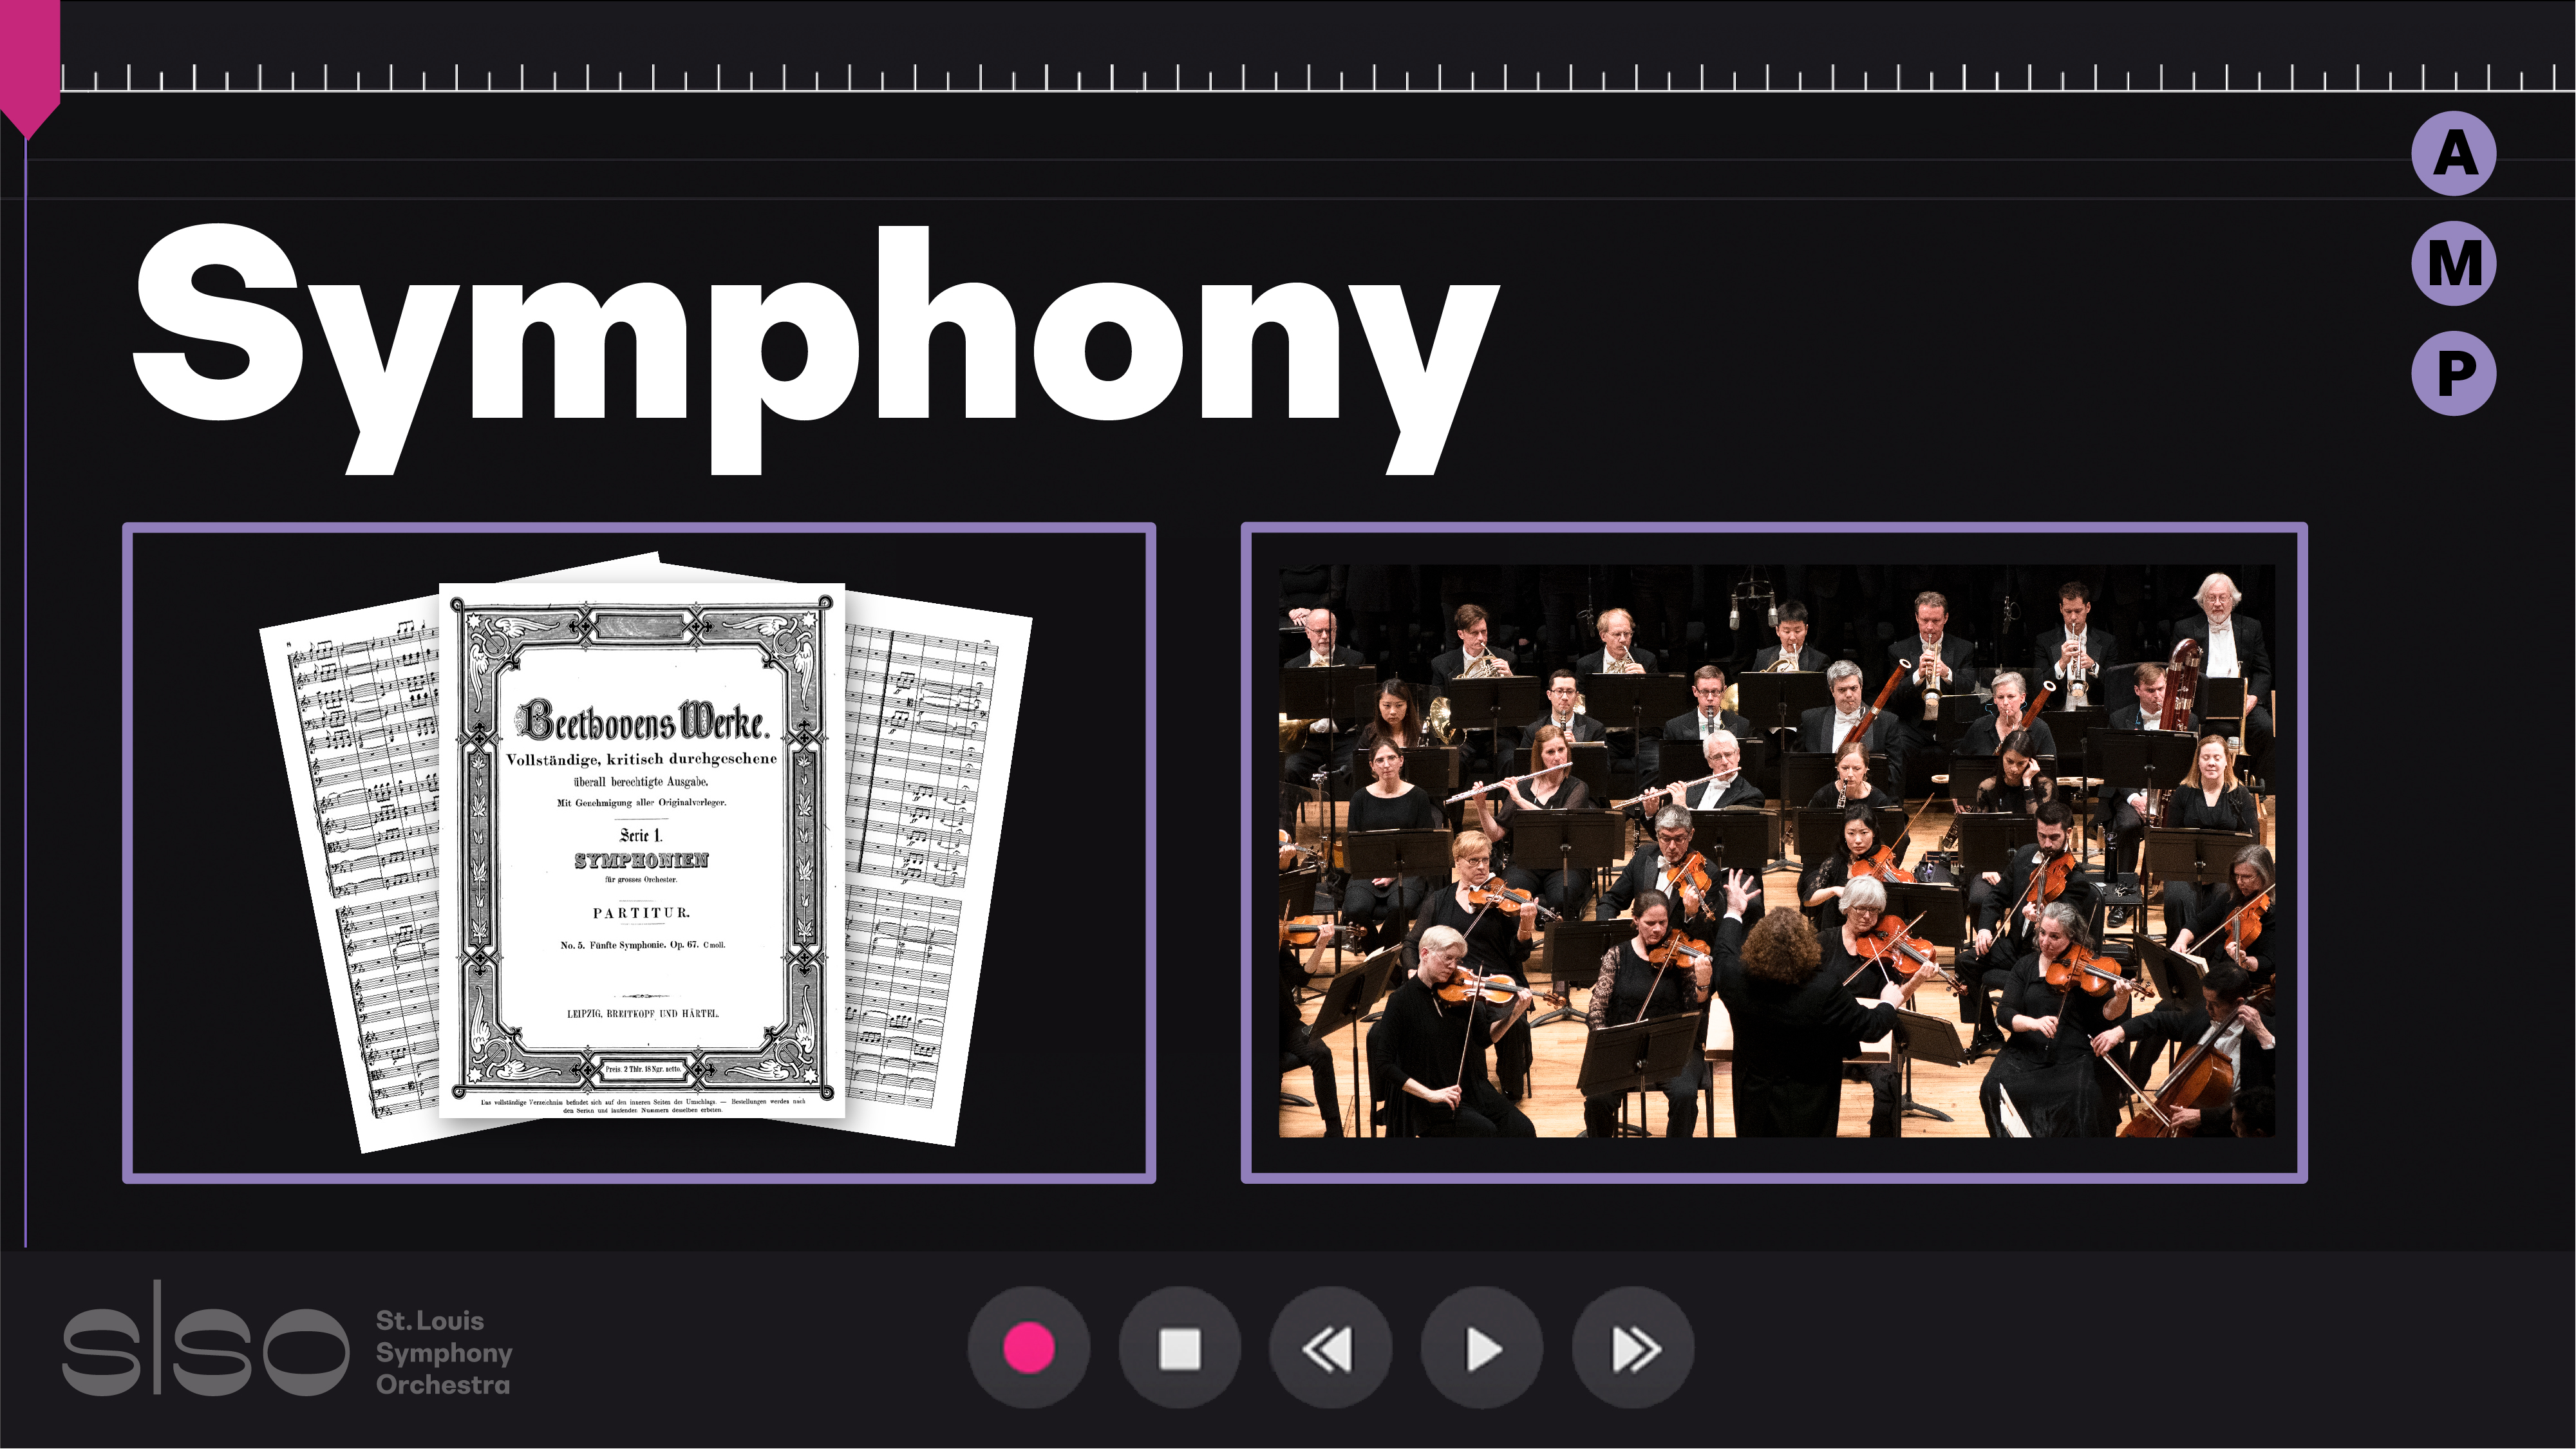 A
M
P
Symphony
Beethovens Werke.
Vollständige, kritisch durchgesehene
überall berechtigte Ausgabe.
Mit Genehmigung aller Originalverleger.
Serie 1.
SYMPHONIEN
für grosses Orchester.
PARTITUR.
No. 5. Fünfte Symphonie. Op. 67. C moll.
LEIPZIG, BREITKOPF UND HÄRTEL.
Preis. 2 Thlr. 18 Ngr. netto.
Das vollständige Verzeichniss befindet sich auf den inneren Seiten des Umschlags. — Bestellungen werden nach
den Serien und laufender Nummern desselben erbeten.
slso
St. Louis
Symphony
Orchestra